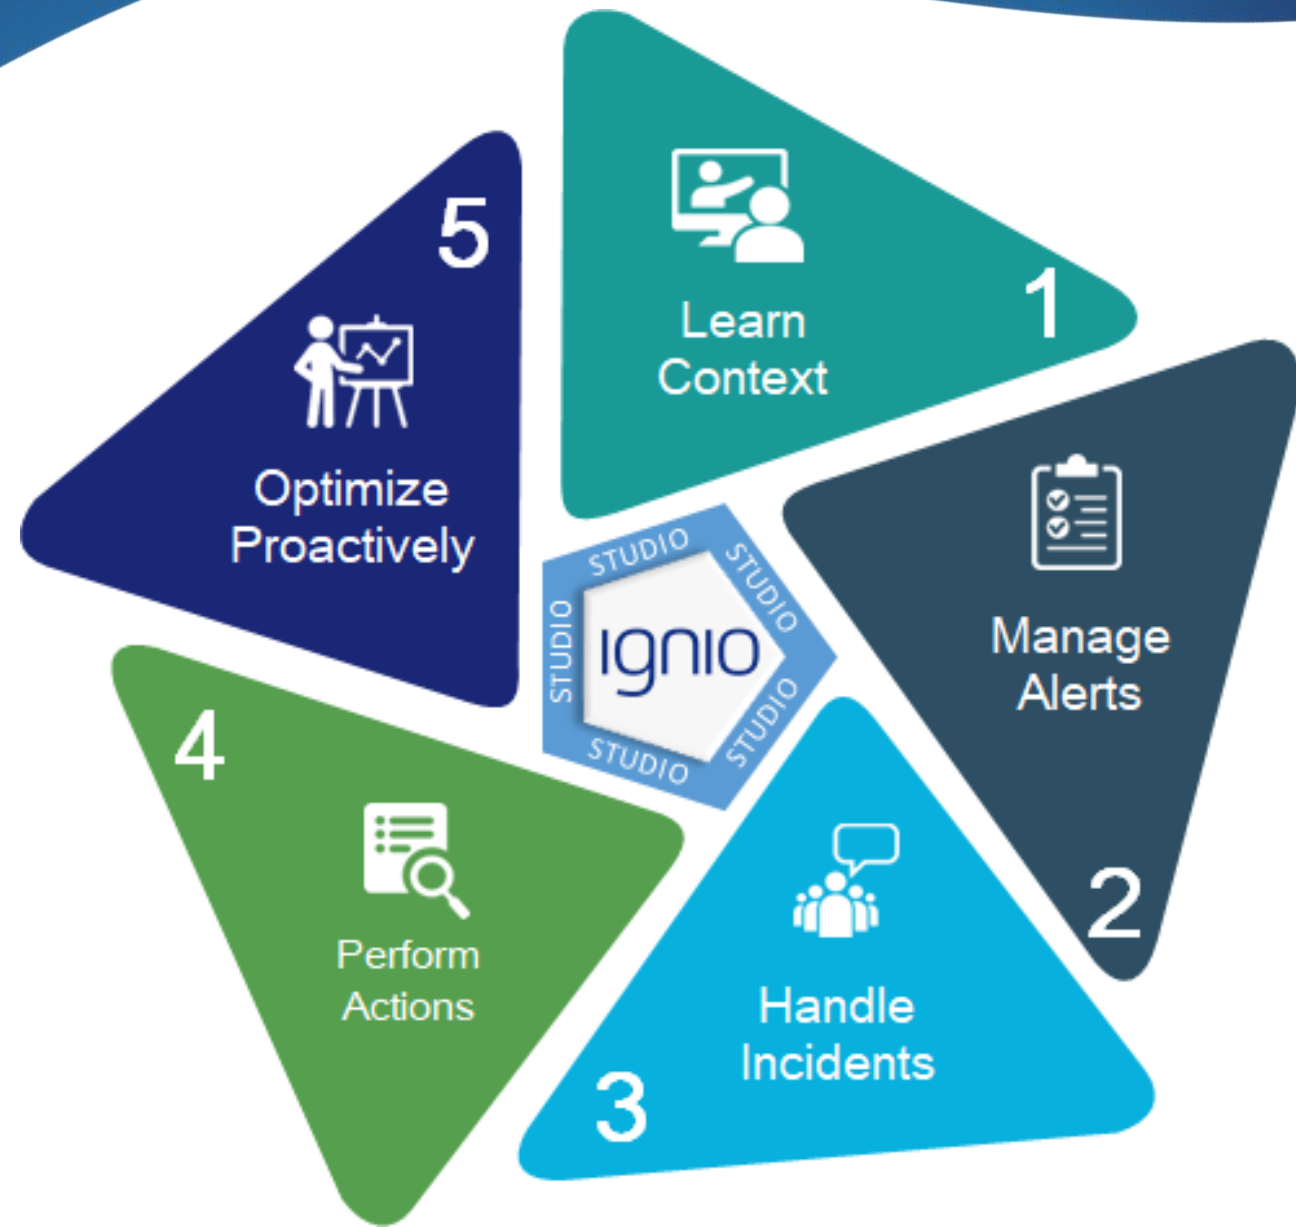 1
Learn
Context
2
Manage
Alerts
3
Handle
Incidents
4
Perform
Actions
5
Optimize
Proactively
STUDIO
STUDIO
STUDIO
STUDIO
STUDIO
ignio